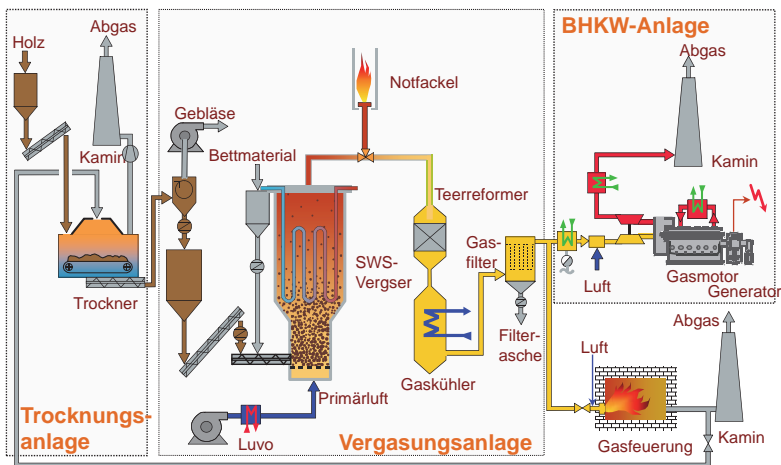 Holz
Abgas
Kamin
Trockner
Trocknungs-
anlage
Gebläse
Bettmaterial
Notfackel
Teerreformer
SWS-
Vergser
Gas-
filter
Filter-
asche
Gaskühler
Primärluft
Luvo
Vergasungsanlage
BHKW-Anlage
Abgas
Kamin
Gasmotor
Generator
Luft
Abgas
Luft
Gasfeuerung
Kamin